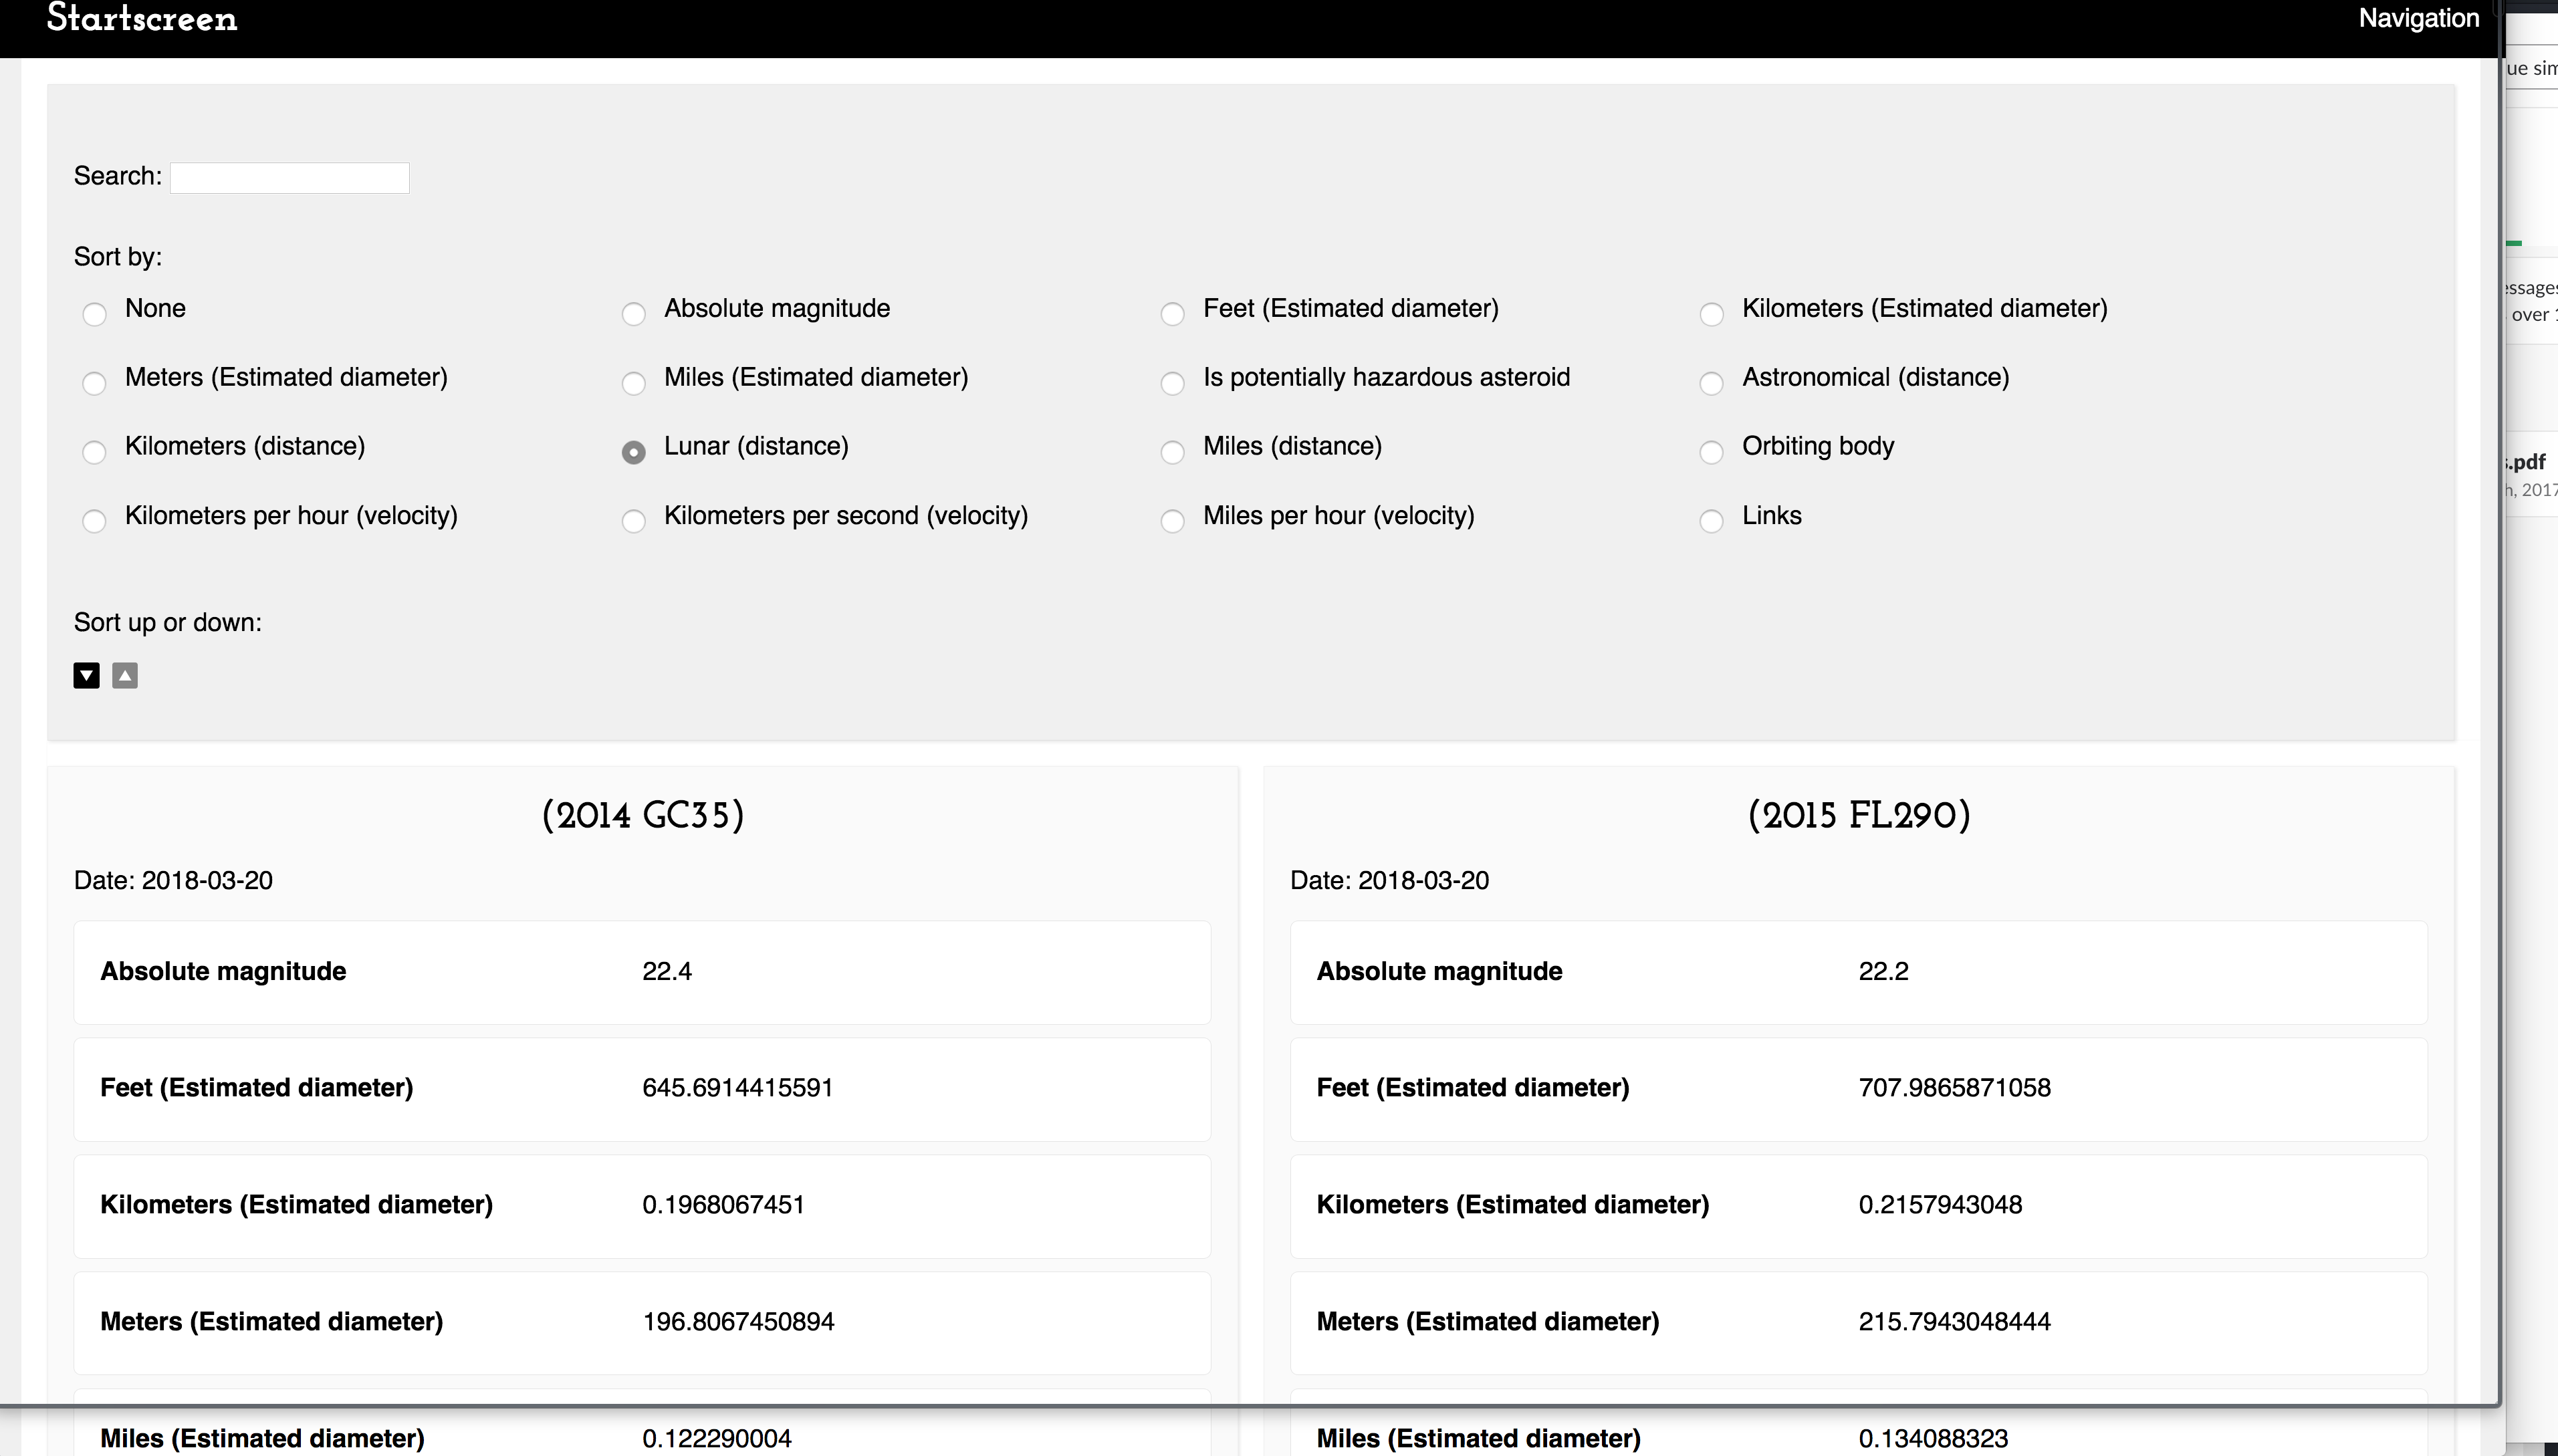 Startscreen
Navigation
Search:
Sort by:
None
Absolute magnitude
Feet (Estimated diameter)
Kilometers (Estimated diameter)
Meters (Estimated diameter)
Miles (Estimated diameter)
Is potentially hazardous asteroid
Astronomical (distance)
Kilometers (distance)
Lunar (distance)
Miles (distance)
Orbiting body
Kilometers per hour (velocity)
Kilometers per second (velocity)
Miles per hour (velocity)
Links
Sort up or down:
(2014 GC35)
Date: 2018-03-20
Absolute magnitude 22.4
Feet (Estimated diameter) 645.6914415591
Kilometers (Estimated diameter) 0.1968067451
Meters (Estimated diameter) 196.8067450894
Miles (Estimated diameter) 0.122290004
(2015 FL290)
Date: 2018-03-20
Absolute magnitude 22.2
Feet (Estimated diameter) 707.9865871058
Kilometers (Estimated diameter) 0.2157943048
Meters (Estimated diameter) 215.7943048444
Miles (Estimated diameter) 0.134088323
over
.pdf
h, 2017